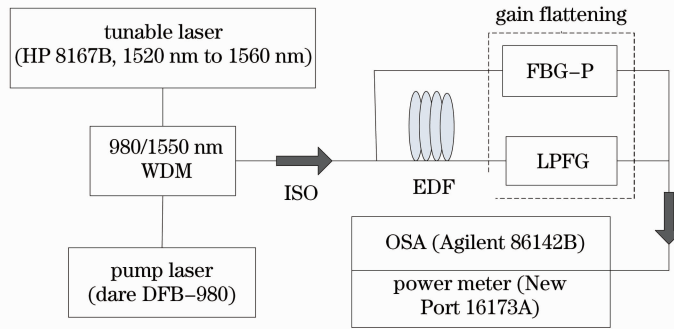 tunable laser
(HP 8167B, 1520 nm to 1560 nm)
980/1550 nm
WDM
pump laser
(dare DFB-980)
ISO
EDF
gain flattening
FBG-P
LPFG
OSA (Agilent 86142B)
power meter (New
Port 16173A)